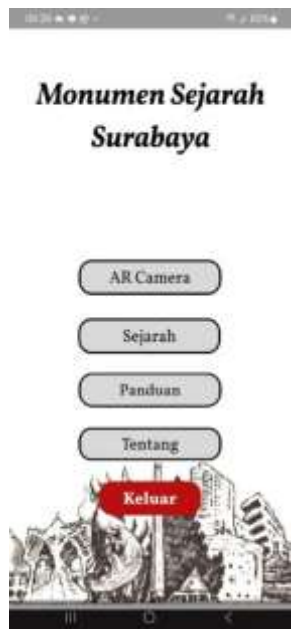 Monumen Sejarah
Surabaya
AR Camera
Sejarah
Panduan
Tentang
Keluar